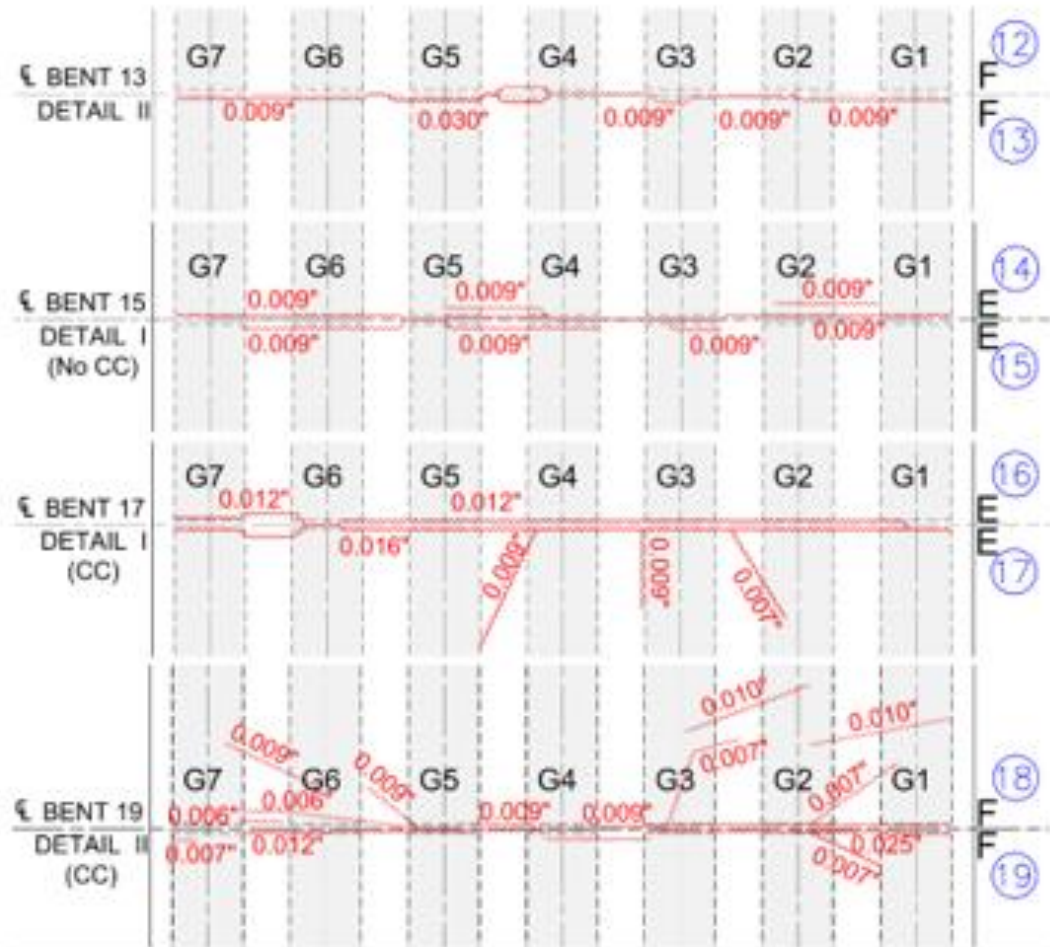 G7 G6 G5 G4 G3 G2 G1 12
℄ BENT 13 F
DETAIL II 0.009" 0.030" 0.009" 0.009" 0.009" F
13
G7 G6 G5 G4 G3 G2 G1 14
0.009" 0.009" 0.009"
℄ BENT 15 E
DETAIL I 0.009" 0.009" 0.009" 0.009" E
(No CC) 15
G7 G6 G5 G4 G3 G2 G1 16
0.012" 0.012"
℄ BENT 17 E
DETAIL I 0.016" E
(CC) 0.009" 0.009" 0.007" 17
0.010" 0.010"
0.009" 0.009" 0.007" 0.007"
G7 G6 G5 G4 G3 G2 G1 18
0.006" 0.006" 0.009" 0.009"
℄ BENT 19 F
DETAIL II 0.007" 0.012" 0.025" F
(CC) 0.007" 19